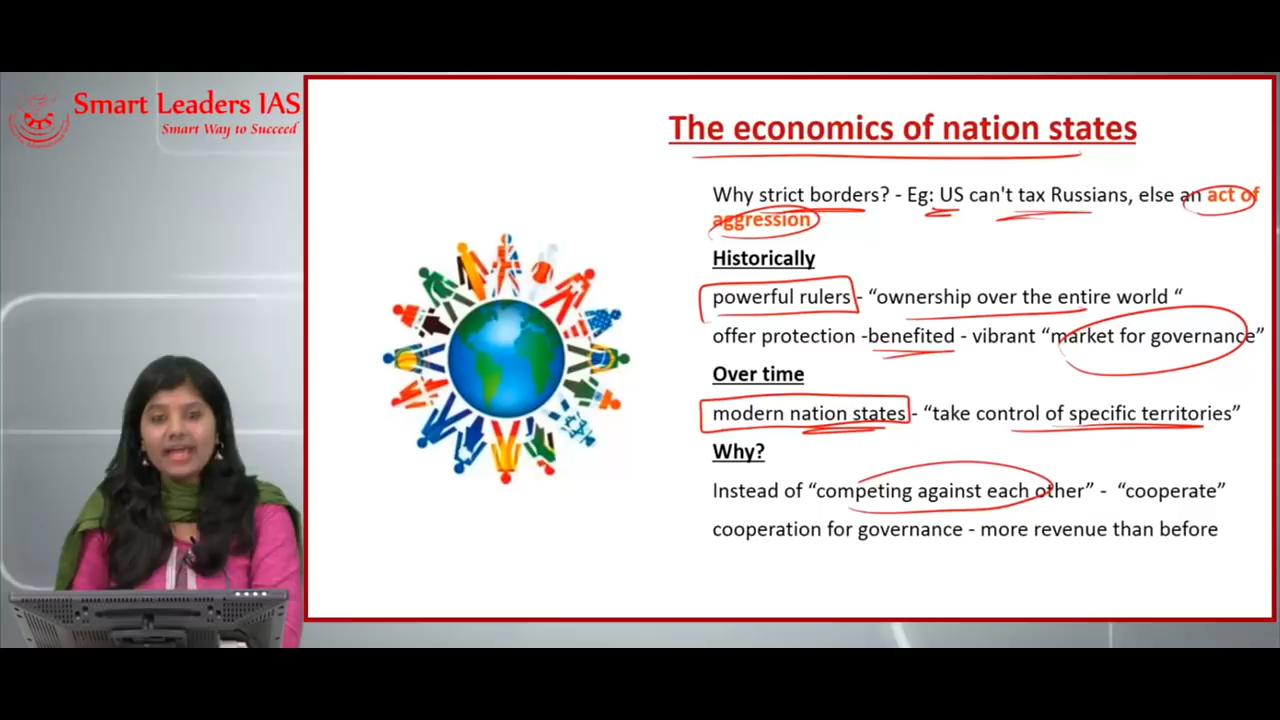 Smart Leaders IAS
Smart Way to Succeed
The economics of nation states
Why strict borders? - Eg: US can't tax Russians, else an act of
aggression
Historically
powerful rulers - “ownership over the entire world “
offer protection -benefited - vibrant “market for governance”
Over time
modern nation states - “take control of specific territories”
Why?
Instead of “competing against each other” - “cooperate”
cooperation for governance - more revenue than before